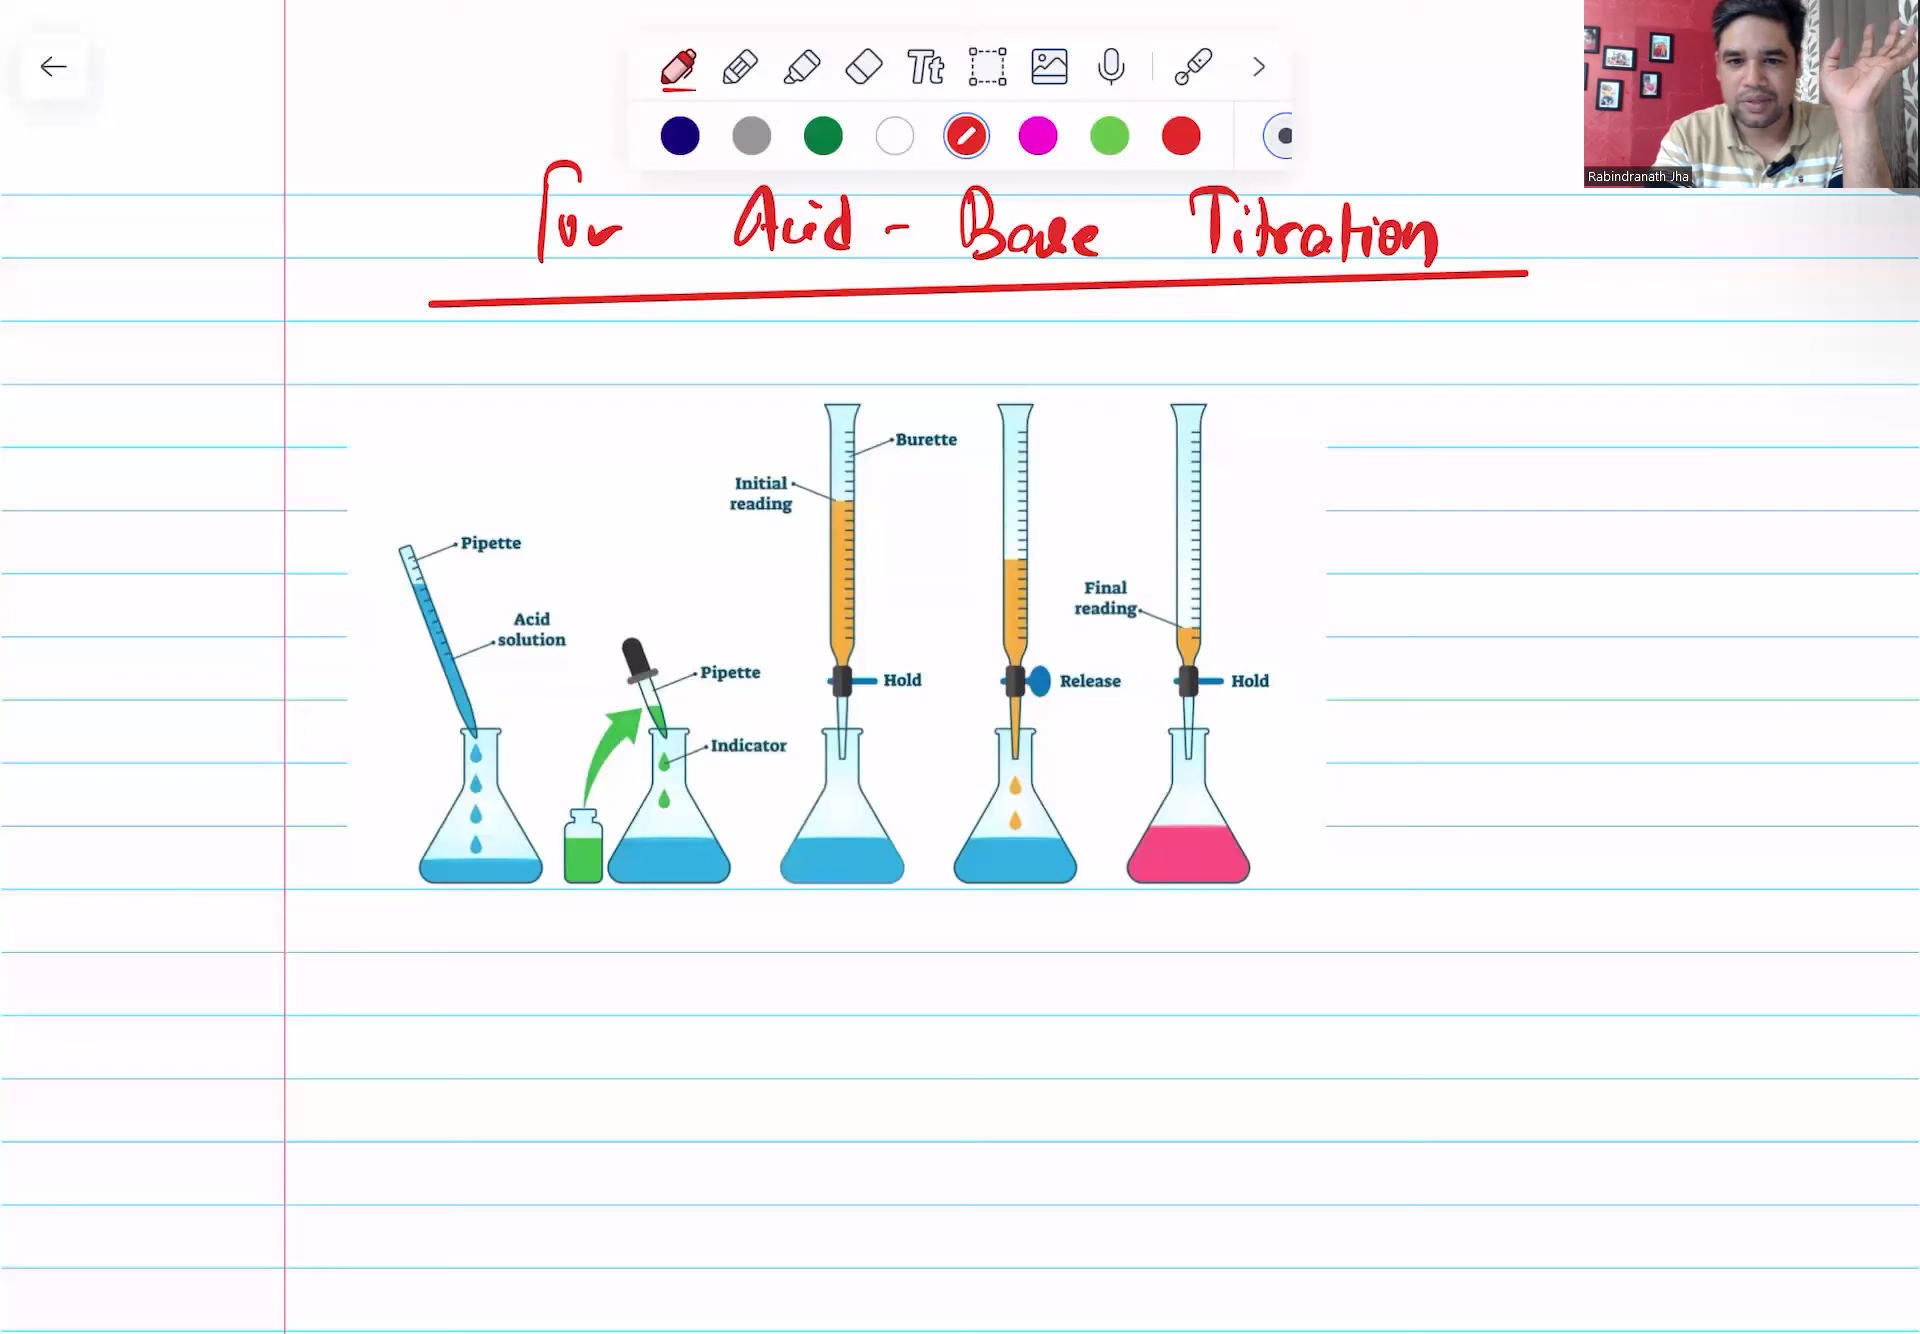 Tt
Rabindranath Jha
For Acid - Base Titration
Burette
Initial
reading
Pipette
Final
reading
Acid
solution
Pipette
Hold
Release
Hold
Indicator